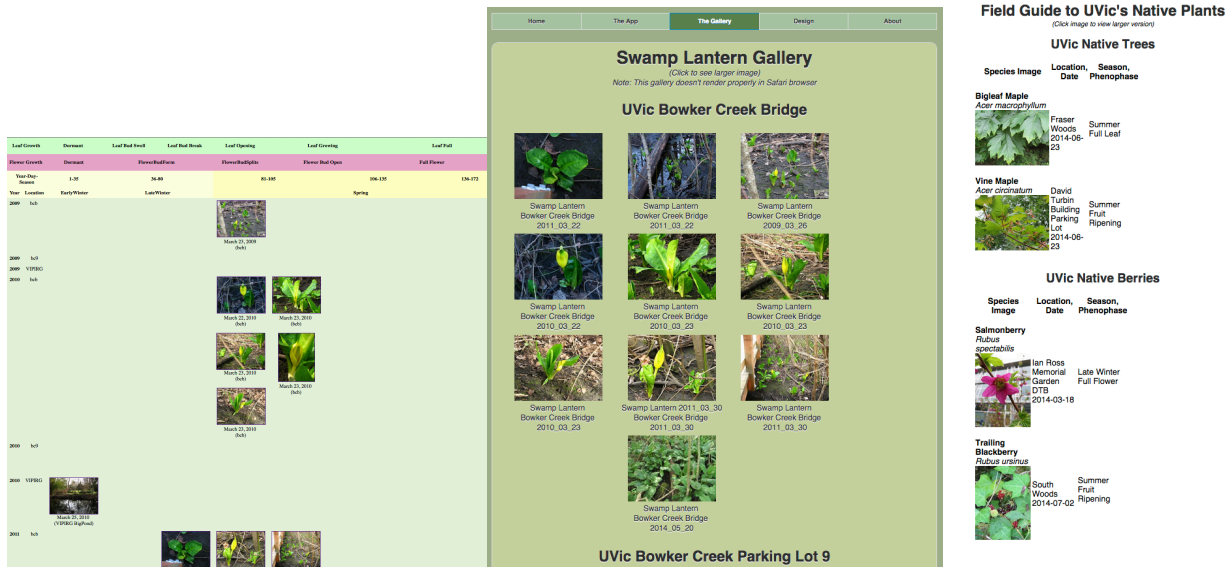 Leaf Growth Dormant Leaf Bud Swell Leaf Bud Break Leaf Opening Leaf Growing Leaf Full
Flower Growth Dormant FlowerBudForm FlowerBudSplits Flower Bud Open Full Flower
Year-Day-Season 1-35 36-80 81-105 106-135 136-172
Year Location EarlyWinter LateWinter Spring
2009 bcb
March 23, 2009
(bcb)
2009 bc9
2009 VIPIRG
2010 bcb
March 22, 2010
(bcb)
March 23, 2010
(bcb)
March 23, 2010
(bcb)
March 23, 2010
(bcb)
March 23, 2010
(bcb)
2010 bc9
2010 VIPIRG
March 25, 2010
(VIPIRG BigPond)
2011 bcb
Home The App The Gallery Design About
Swamp Lantern Gallery
(Click to see larger image)
Note: This gallery doesn't render properly in Safari browser
UVic Bowker Creek Bridge
Swamp Lantern
Bowker Creek Bridge
2011_03_22
Swamp Lantern
Bowker Creek Bridge
2011_03_22
Swamp Lantern
Bowker Creek Bridge
2009_03_26
Swamp Lantern
Bowker Creek Bridge
2010_03_22
Swamp Lantern
Bowker Creek Bridge
2010_03_23
Swamp Lantern
Bowker Creek Bridge
2010_03_23
Swamp Lantern
Bowker Creek Bridge
2010_03_23
Swamp Lantern 2011_03_30
Bowker Creek Bridge
2011_03_30
Swamp Lantern
Bowker Creek Bridge
2011_03_30
Swamp Lantern
Bowker Creek Bridge
2014_05_20
UVic Bowker Creek Parking Lot 9
Field Guide to UVic's Native Plants
(Click image to view larger version)
UVic Native Trees
Species Image Location, Date Season, Phenophase
Bigleaf Maple
Acer macrophyllum
Fraser
Woods
2014-06-
23
Summer
Full Leaf
Vine Maple
Acer circinatum
David
Turbin
Building
Parking
Lot
2014-06-
23
Summer
Fruit
Ripening
UVic Native Berries
Species Image Location, Date Season, Phenophase
Salmonberry
Rubus
spectabilis
Ian Ross
Memorial
Garden
DTB
2014-03-18
Late Winter
Full Flower
Trailing
Blackberry
Rubus ursinus
South
Woods
2014-07-02
Summer
Fruit
Ripening